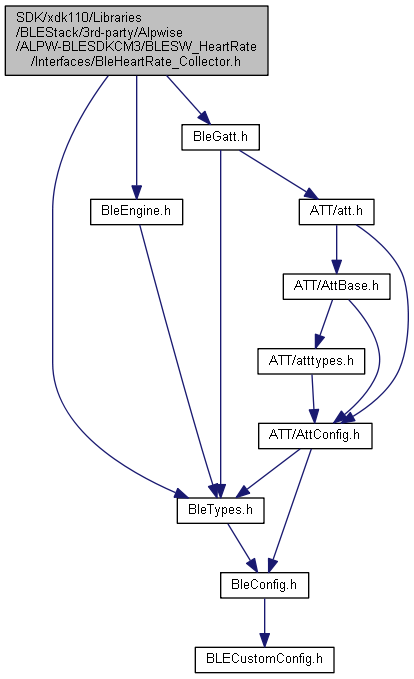 SDK/xdk110/Libraries
/BLEStack/3rd-party/Alpwise
/ALPW-BLESDKCM3/BLESW_HeartRate
/Interfaces/BleHeartRate_Collector.h
BleGatt.h
BleEngine.h
ATT/att.h
ATT/AttBase.h
ATT/atttypes.h
ATT/AttConfig.h
BleTypes.h
BleConfig.h
BLECustomConfig.h